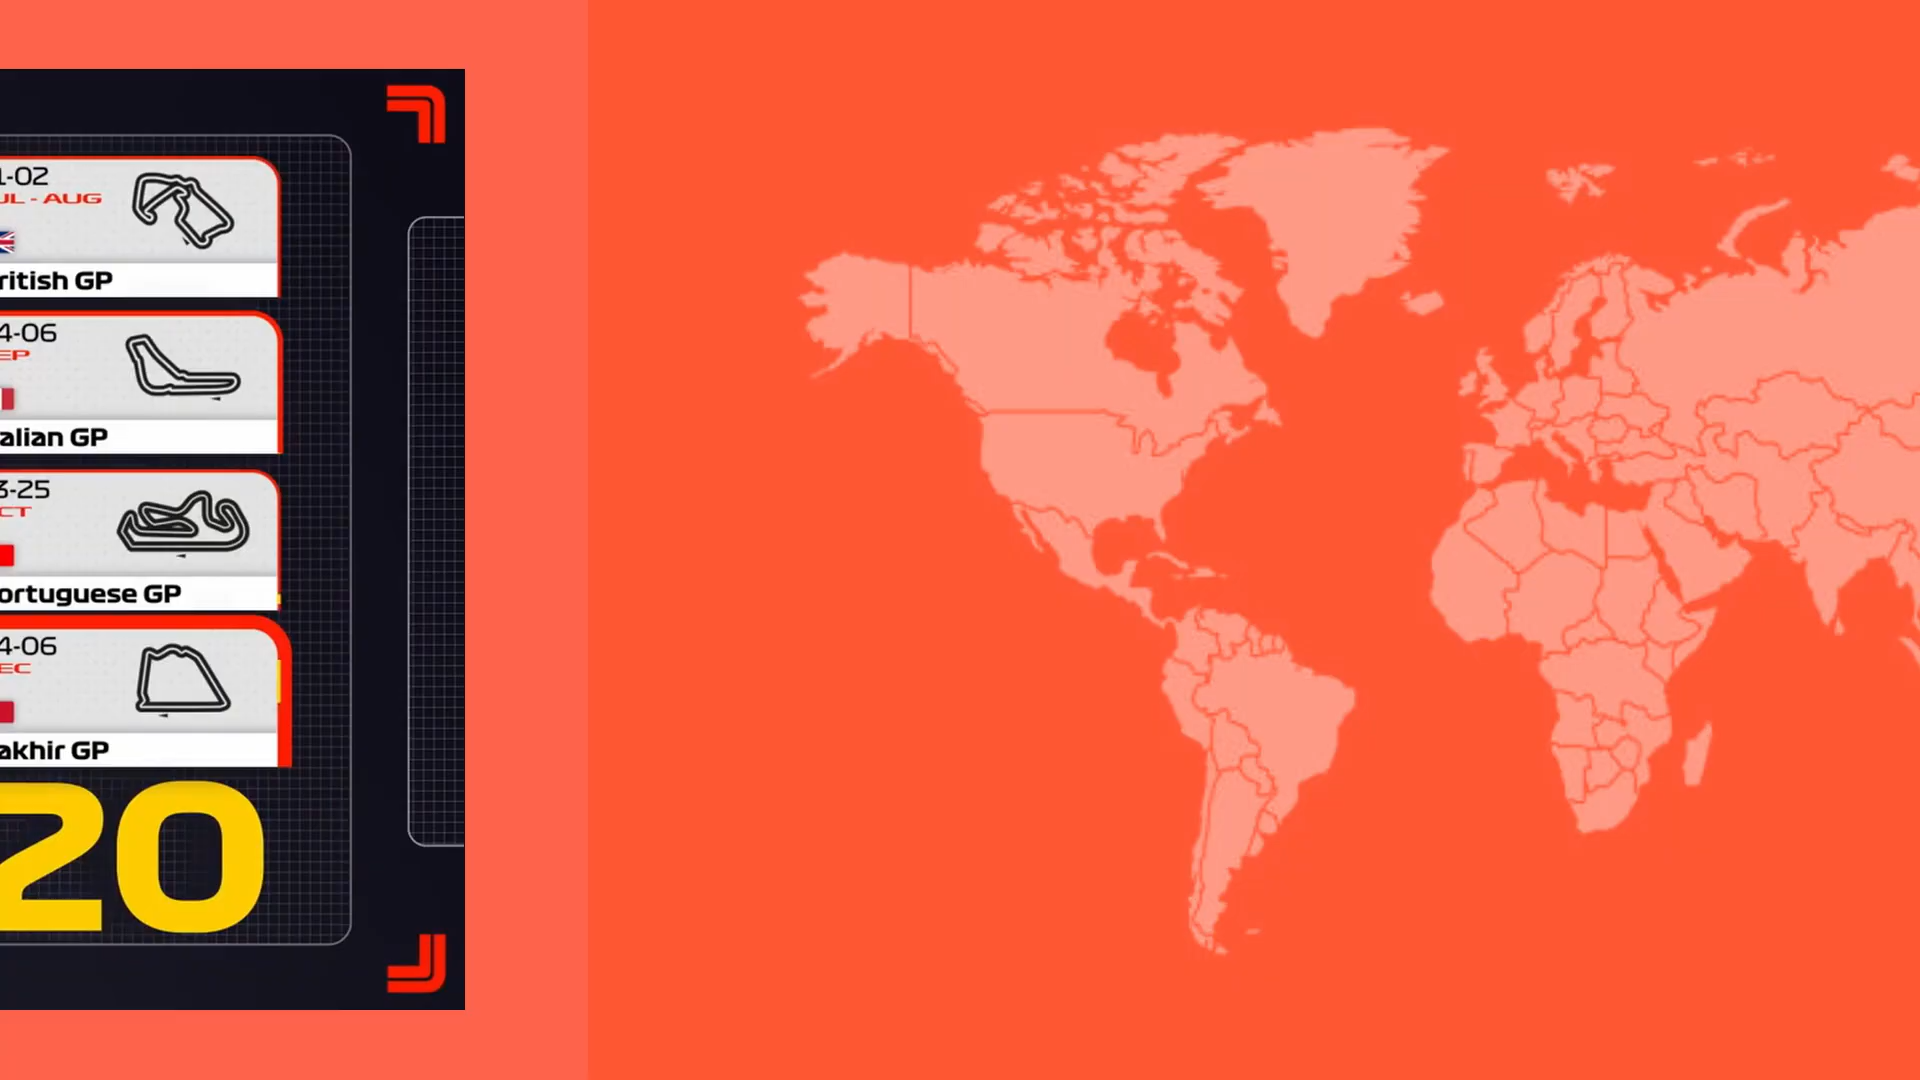 1-02
UL - AUG
ritish GP
4-06
EP
alian GP
3-25
CT
ortuguese GP
4-06
EC
akhir GP
20